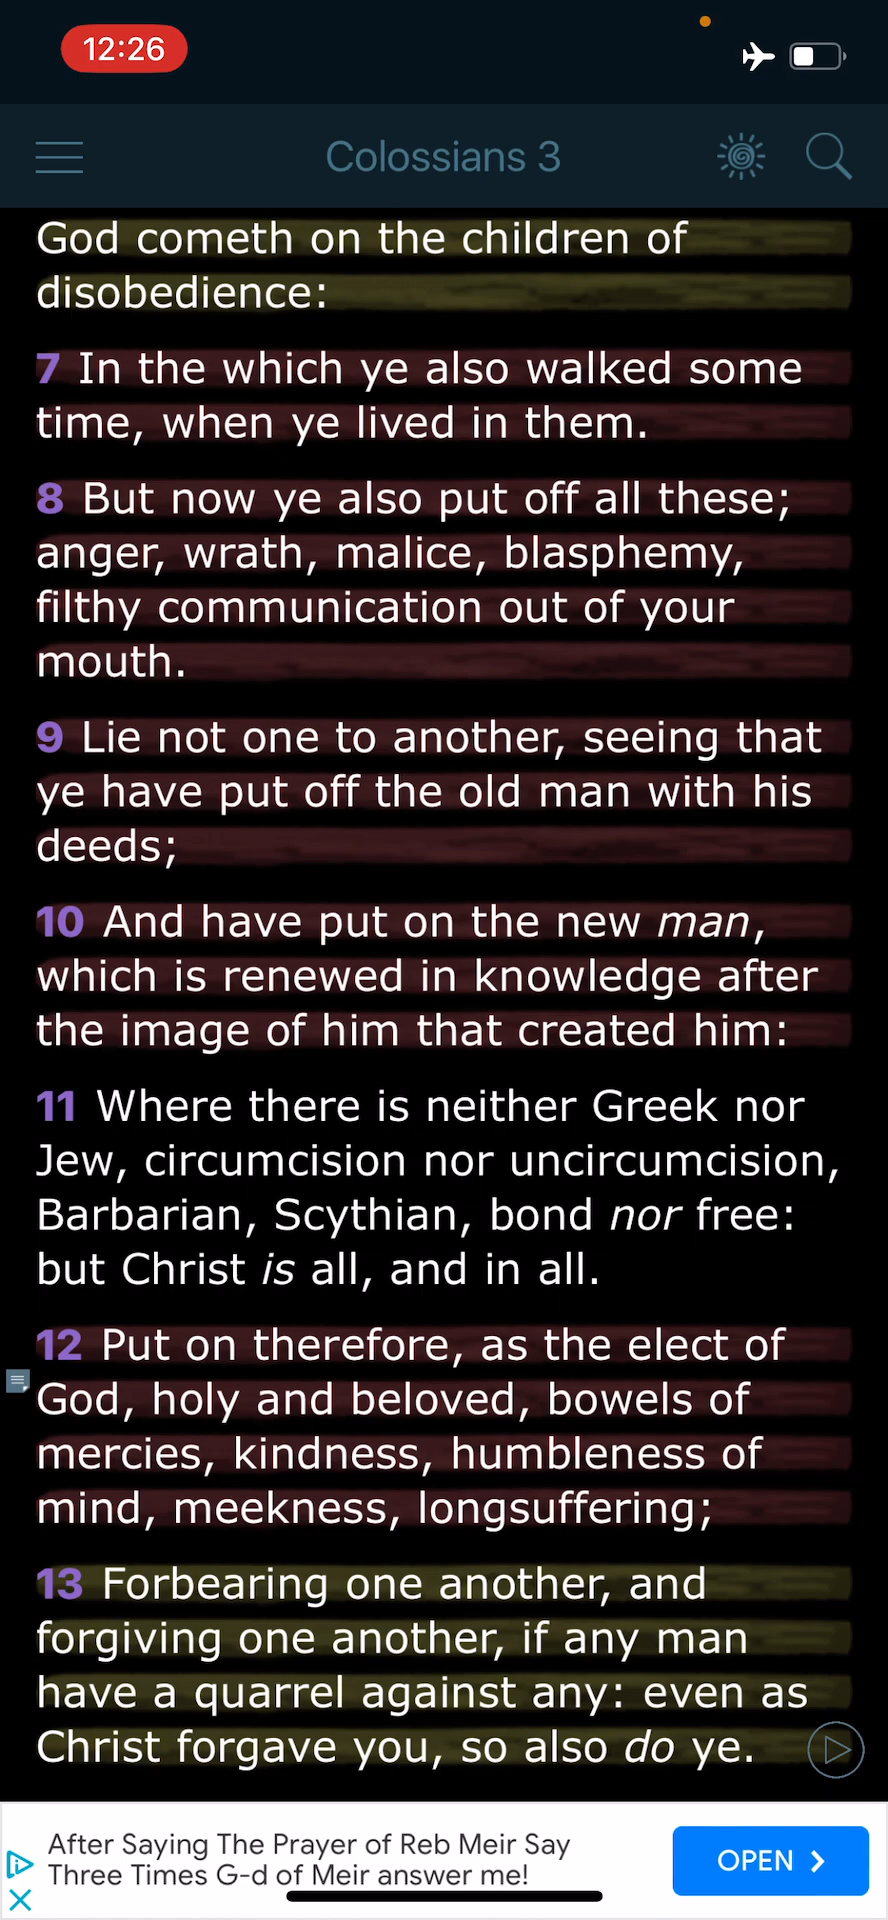 12:26
Colossians 3
God cometh on the children of
disobedience:
7 In the which ye also walked some
time, when ye lived in them.
8 But now ye also put off all these;
anger, wrath, malice, blasphemy,
filthy communication out of your
mouth.
9 Lie not one to another, seeing that
ye have put off the old man with his
deeds;
10 And have put on the new man,
which is renewed in knowledge after
the image of him that created him:
11 Where there is neither Greek nor
Jew, circumcision nor uncircumcision,
Barbarian, Scythian, bond nor free:
but Christ is all, and in all.
12 Put on therefore, as the elect of
God, holy and beloved, bowels of
mercies, kindness, humbleness of
mind, meekness, longsuffering;
13 Forbearing one another, and
forgiving one another, if any man
have a quarrel against any: even as
Christ forgave you, so also do ye.
After Saying The Prayer of Reb Meir Say
Three Times G-d of Meir answer me!
OPEN